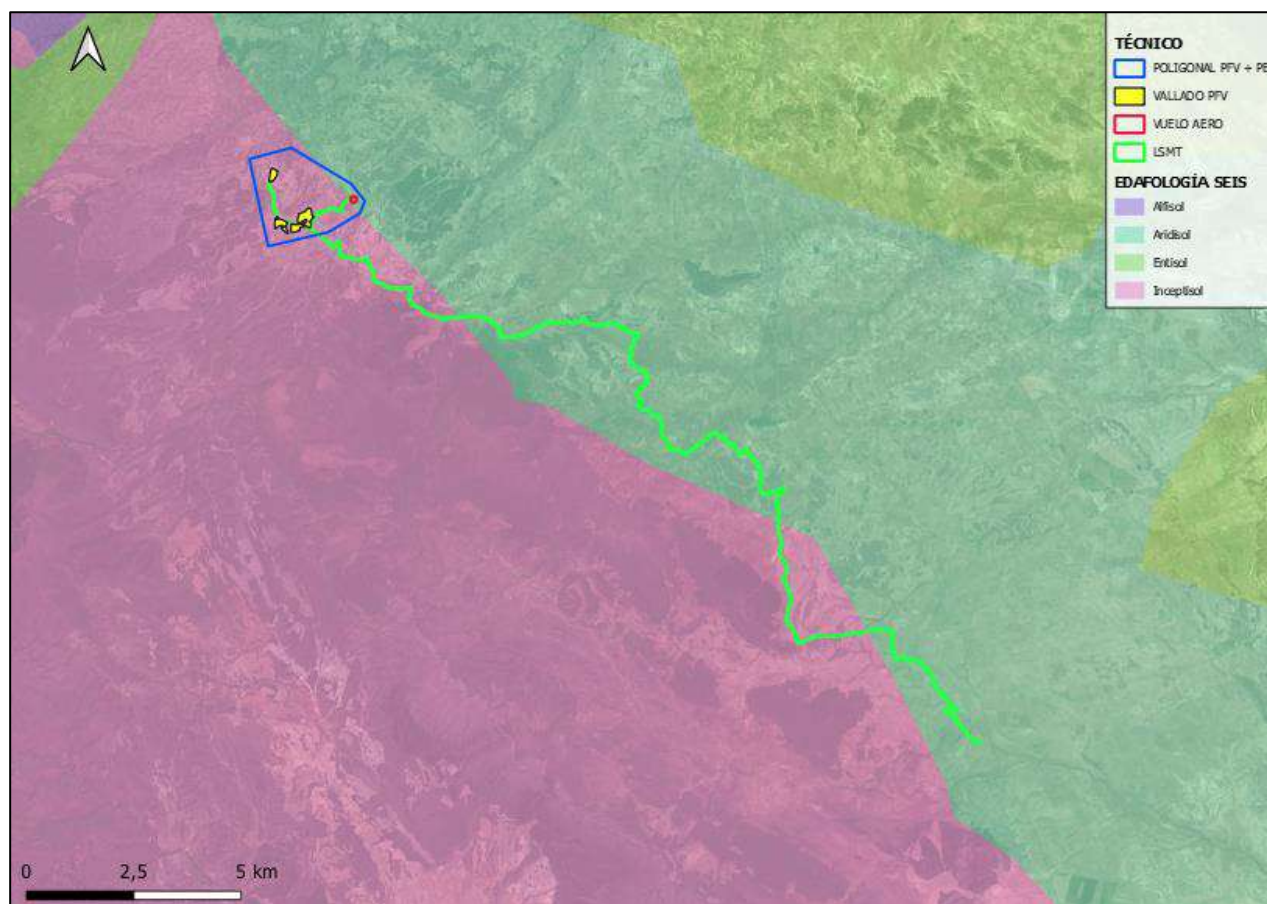 TÉCNICO
POLIGONAL PFV + PE
VALLADO PFV
VUELO AERO
LSMT
EDAFOLOGÍA SEIS
Alfisol
Aridisol
Entisol
Inceptisol
0 2,5 5 km